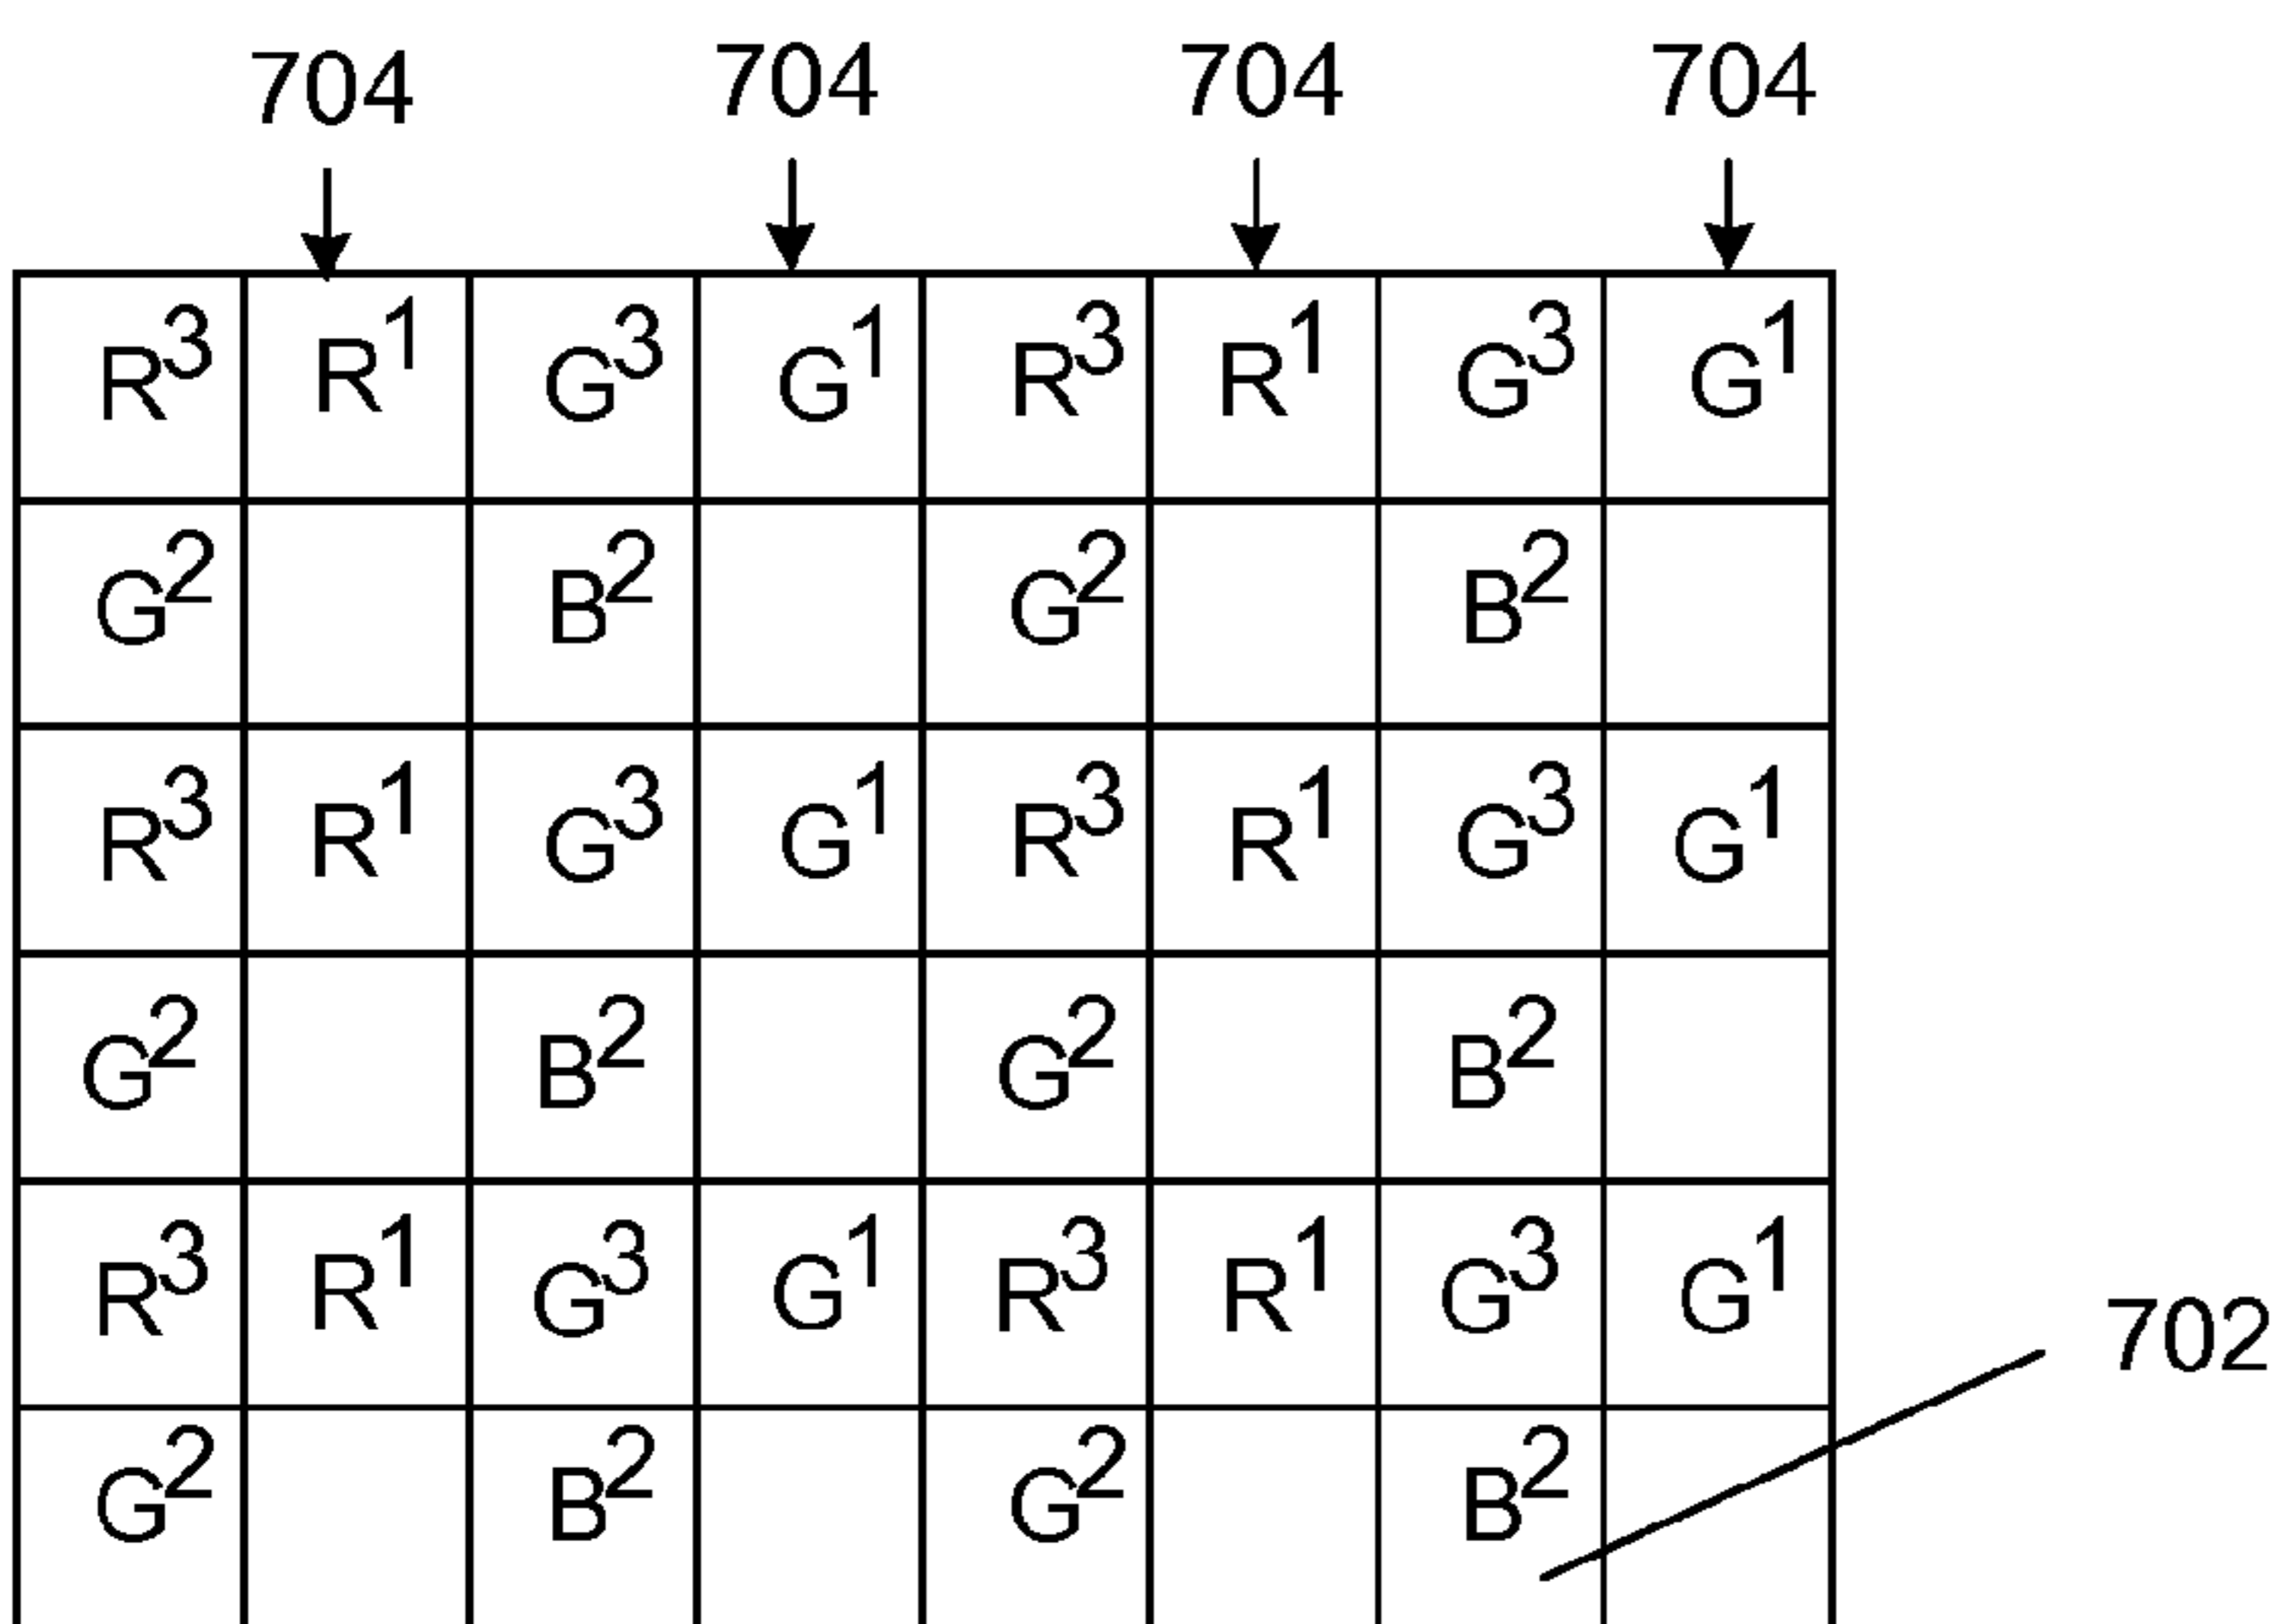 704 704 704 704
R³ R¹ G³ G¹ R³ R¹ G³ G¹
G² B² G² B²
R³ R¹ G³ G¹ R³ R¹ G³ G¹
G² B² G² B²
R³ R¹ G³ G¹ R³ R¹ G³ G¹
702
G² B² G² B²